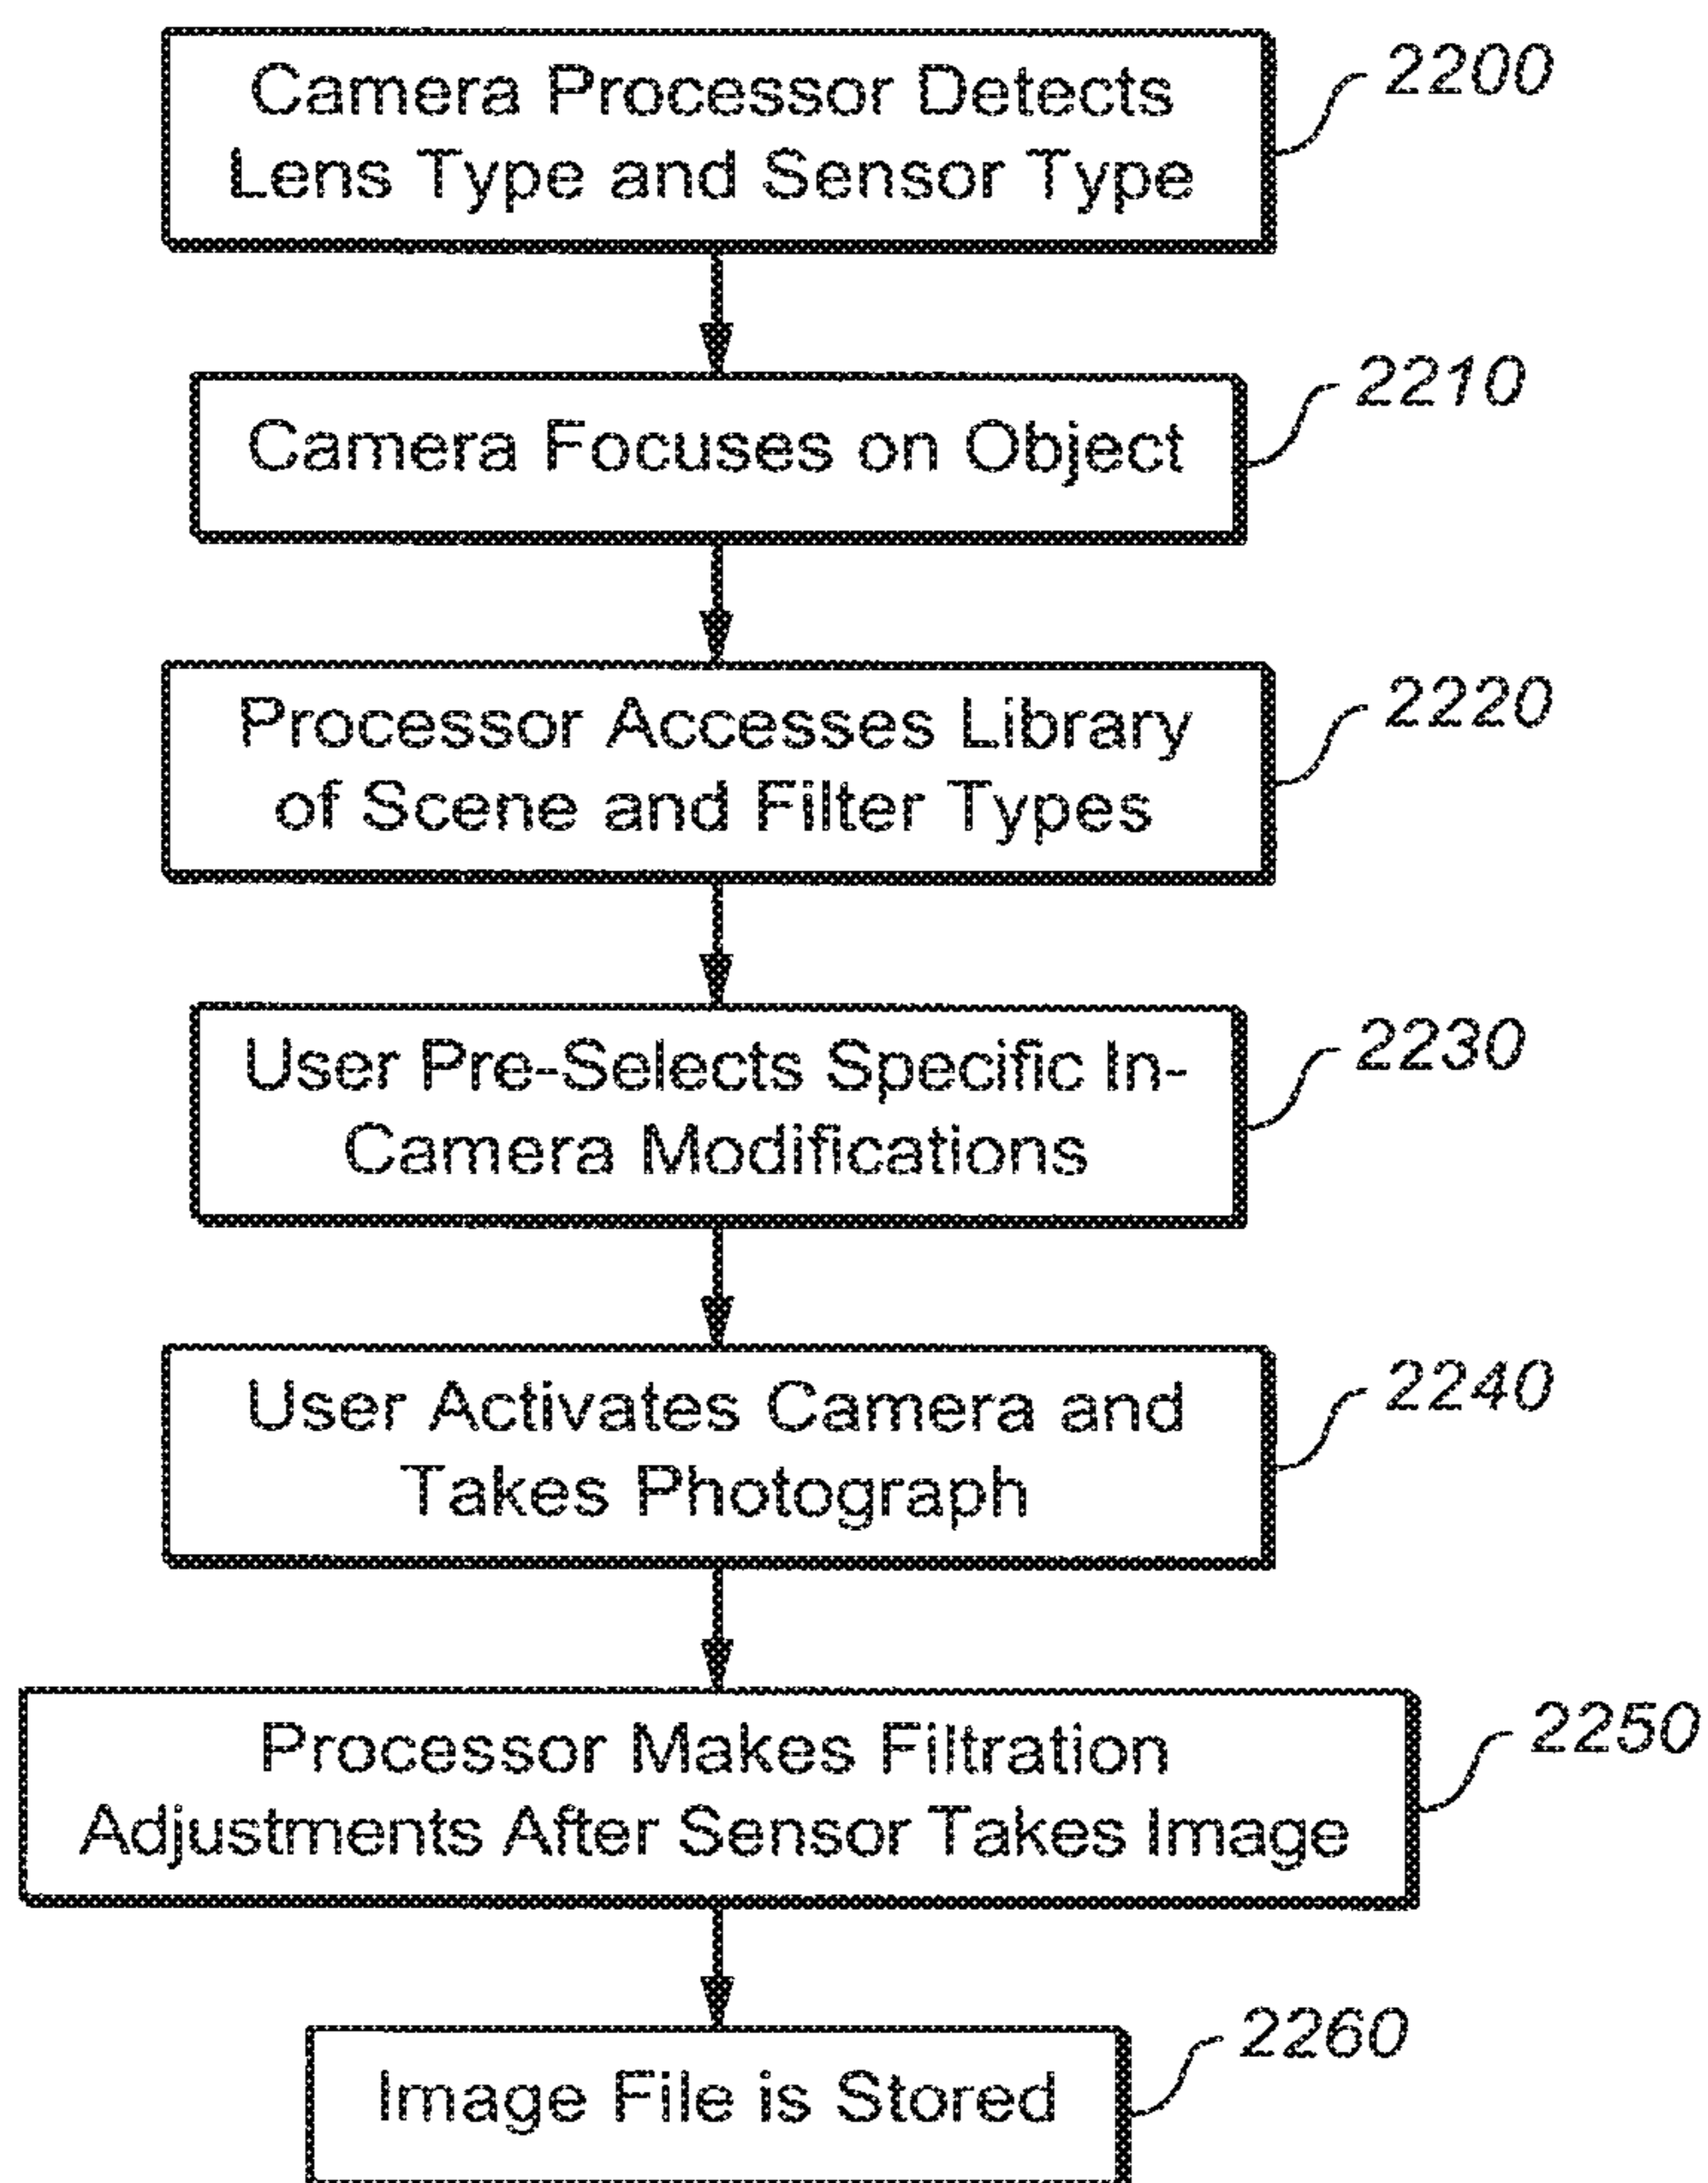 Camera Processor Detects
Lens Type and Sensor Type
2200
Camera Focuses on Object
2210
Processor Accesses Library
of Scene and Filter Types
2220
User Pre-Selects Specific In-
Camera Modifications
2230
User Activates Camera and
Takes Photograph
2240
Processor Makes Filtration
Adjustments After Sensor Takes Image
2250
Image File is Stored
2260